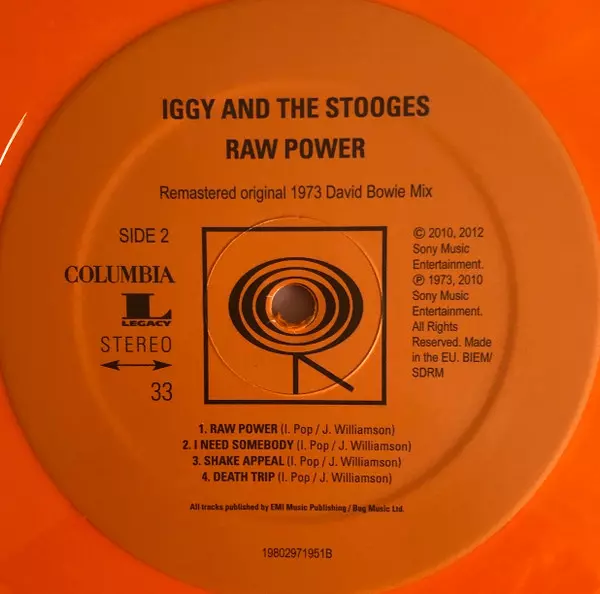 IGGY AND THE STOOGES
RAW POWER
Remastered original 1973 David Bowie Mix
SIDE 2
COLUMBIA
L
LEGACY
STEREO
33
© 2010, 2012
Sony Music
Entertainment.
℗ 1973, 2010
Sony Music
Entertainment.
All Rights
Reserved. Made
in the EU. BIEM/
SDRM
1. RAW POWER (I. Pop / J. Williamson)
2. I NEED SOMEBODY (I. Pop / J. Williamson)
3. SHAKE APPEAL (I. Pop / J. Williamson)
4. DEATH TRIP (I. Pop / J. Williamson)
All tracks published by EMI Music Publishing / Bug Music Ltd.
19802971951B